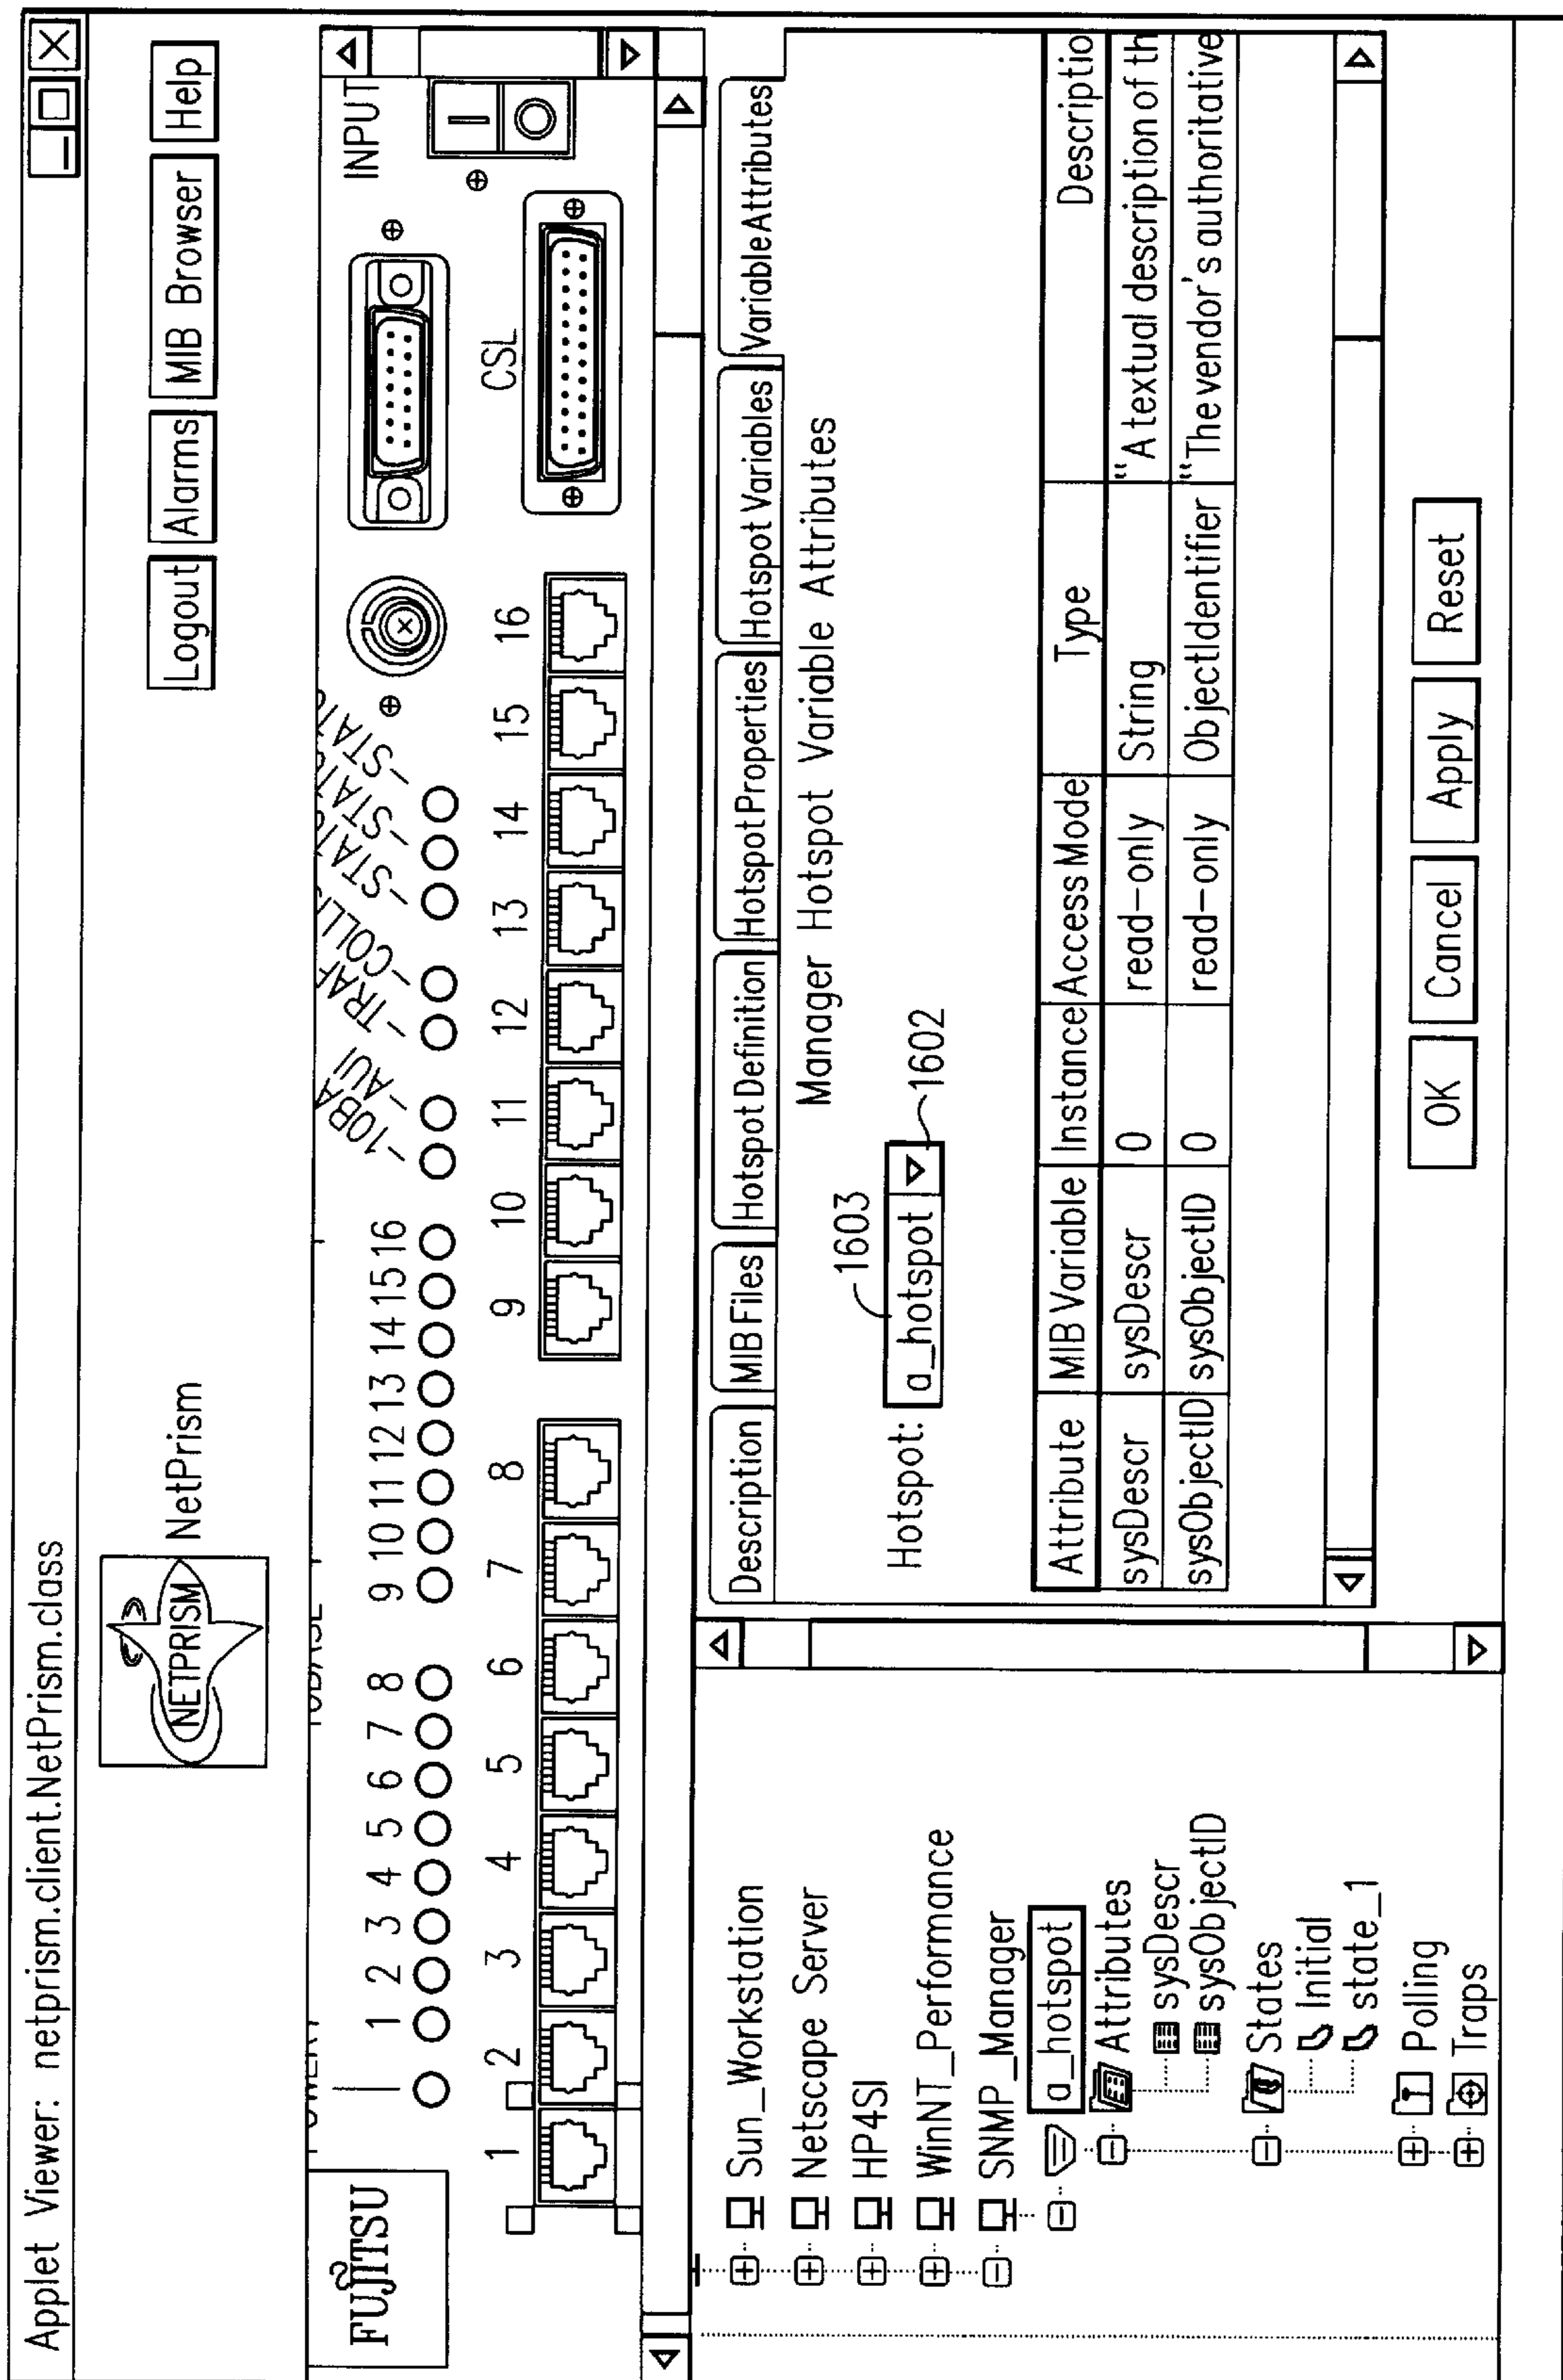 Applet Viewer: netprism.client.NetPrism.class
NETPRISM
NetPrism
Logout Alarms MIB Browser Help
FUJITSU
1 2 3 4 5 6 7 8 9 10 11 12 13 14 15 16
-AUI
INPUT
1 2 3 4 5 6 7 8 9 10 11 12 13 14 15 16
CSL
Sun_Workstation
Netscape Server
HP4SI
WinNT_Performance
SNMP_Manager
a_hotspot
Attributes
sysDescr
sysObjectID
States
Initial
state_1
Polling
Traps
Description MIB Files Hotspot Definition Hotspot Properties Hotspot Variables Variable Attributes
Manager Hotspot Variable Attributes
1603
Hotspot: a_hotspot 1602
Attribute MIB Variable Instance Access Mode Type Descriptio
sysDescr sysDescr 0 read-only String "A textual description of th
sysObjectID sysObjectID 0 read-only ObjectIdentifier "The vendor's authoritative
OK Cancel Apply Reset